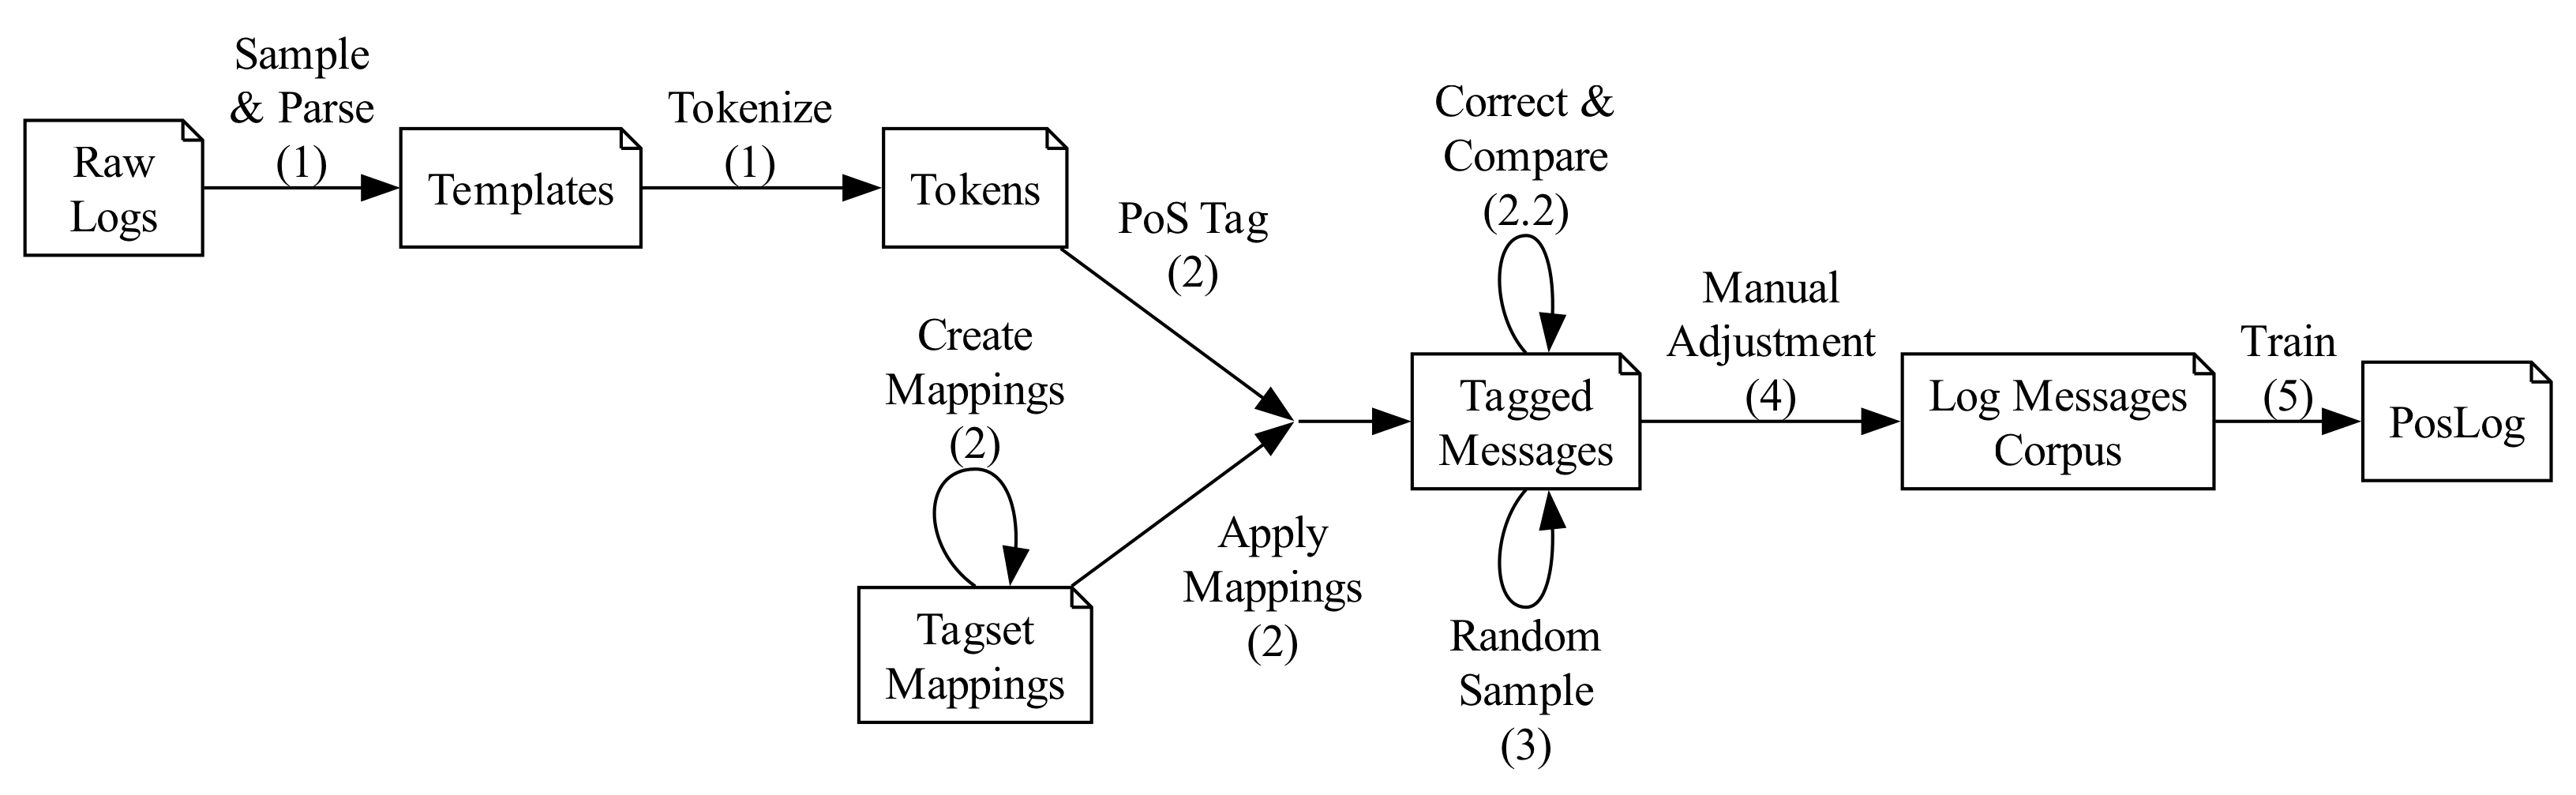 Sample
& Parse
(1)
Raw
Logs
Templates
Tokenize
(1)
Tokens
PoS Tag
(2)
Create
Mappings
(2)
Tagset
Mappings
Apply
Mappings
(2)
Correct &
Compare
(2.2)
Tagged
Messages
Random
Sample
(3)
Manual
Adjustment
(4)
Log Messages
Corpus
Train
(5)
PosLog